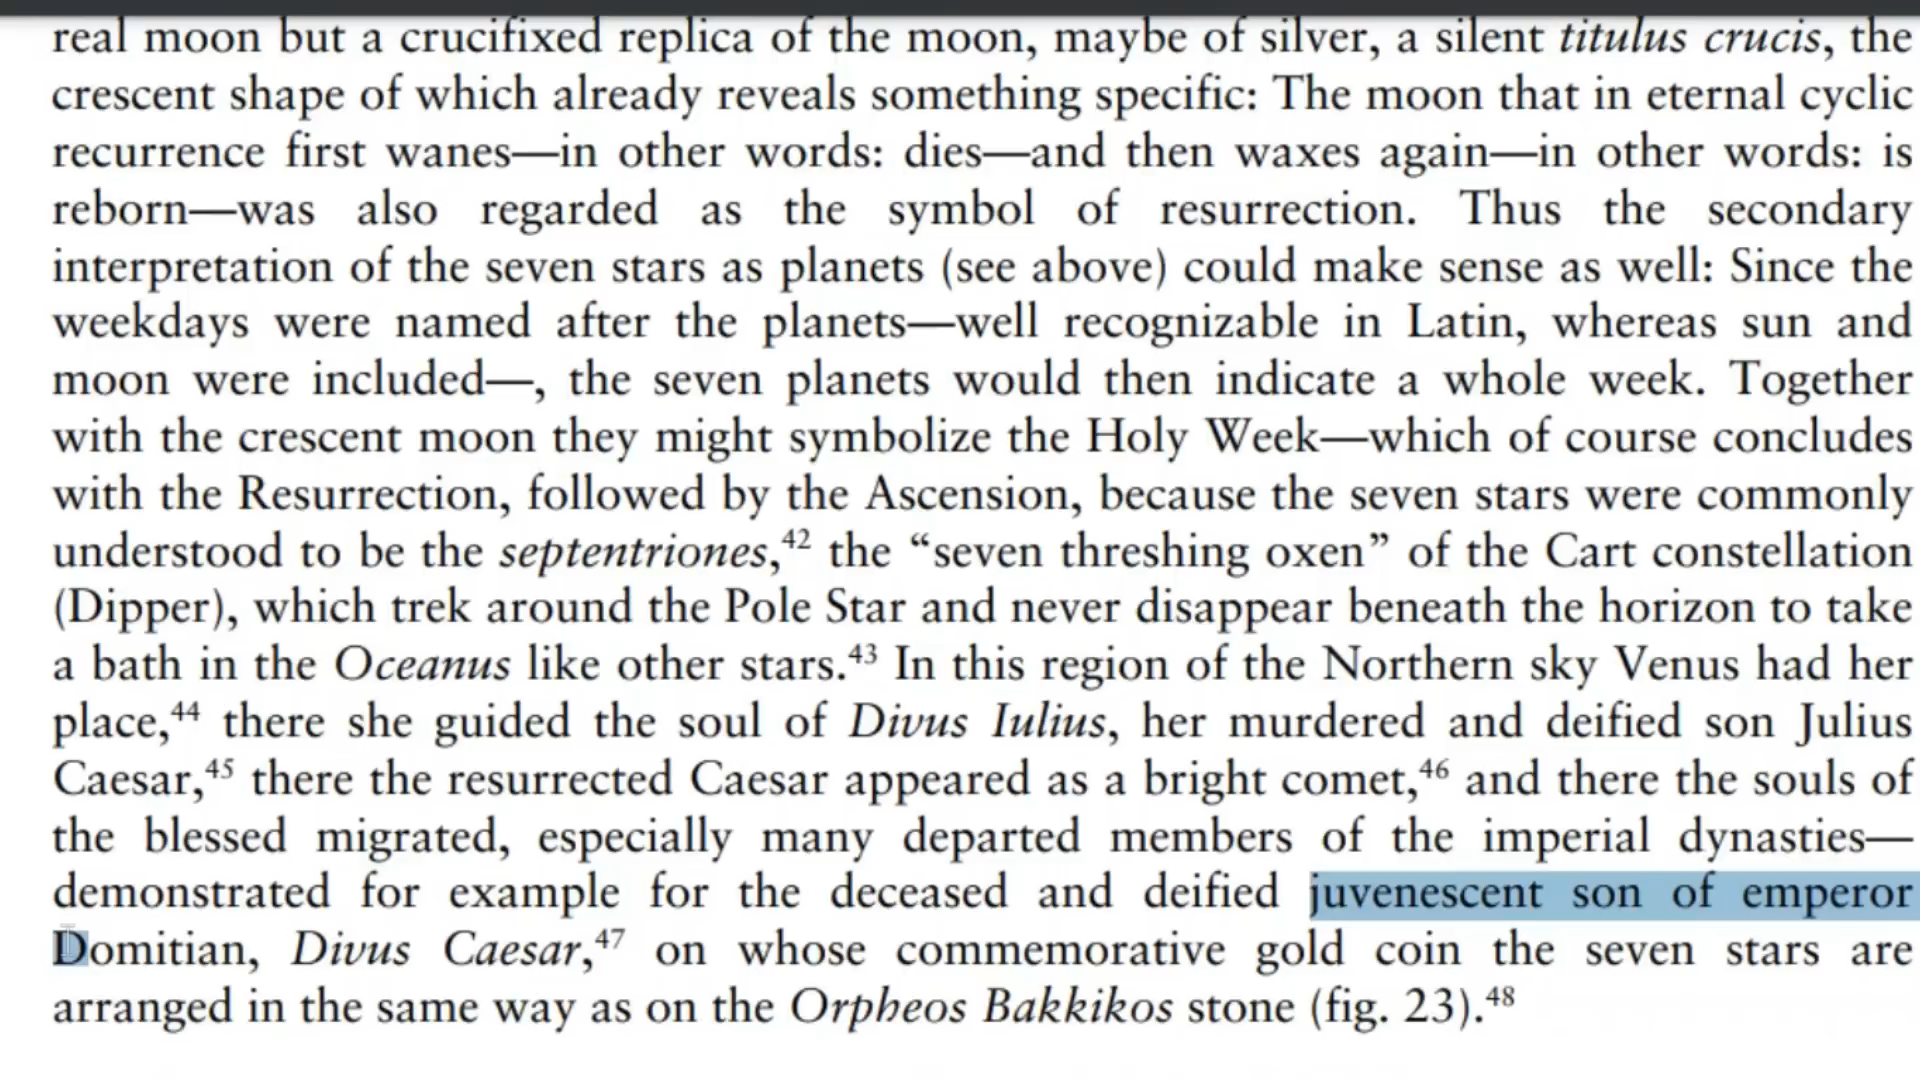 real moon but a crucifixed replica of the moon, maybe of silver, a silent titulus crucis, the
crescent shape of which already reveals something specific: The moon that in eternal cyclic
recurrence first wanes—in other words: dies—and then waxes again—in other words: is
reborn—was also regarded as the symbol of resurrection. Thus the secondary
interpretation of the seven stars as planets (see above) could make sense as well: Since the
weekdays were named after the planets—well recognizable in Latin, whereas sun and
moon were included—, the seven planets would then indicate a whole week. Together
with the crescent moon they might symbolize the Holy Week—which of course concludes
with the Resurrection, followed by the Ascension, because the seven stars were commonly
understood to be the septentriones,⁴² the “seven threshing oxen” of the Cart constellation
(Dipper), which trek around the Pole Star and never disappear beneath the horizon to take
a bath in the Oceanus like other stars.⁴³ In this region of the Northern sky Venus had her
place,⁴⁴ there she guided the soul of Divus Iulius, her murdered and deified son Julius
Caesar,⁴⁵ there the resurrected Caesar appeared as a bright comet,⁴⁶ and there the souls of
the blessed migrated, especially many departed members of the imperial dynasties—
demonstrated for example for the deceased and deified juvenescent son of emperor
Domitian, Divus Caesar,⁴⁷ on whose commemorative gold coin the seven stars are
arranged in the same way as on the Orpheos Bakkikos stone (fig. 23).⁴⁸